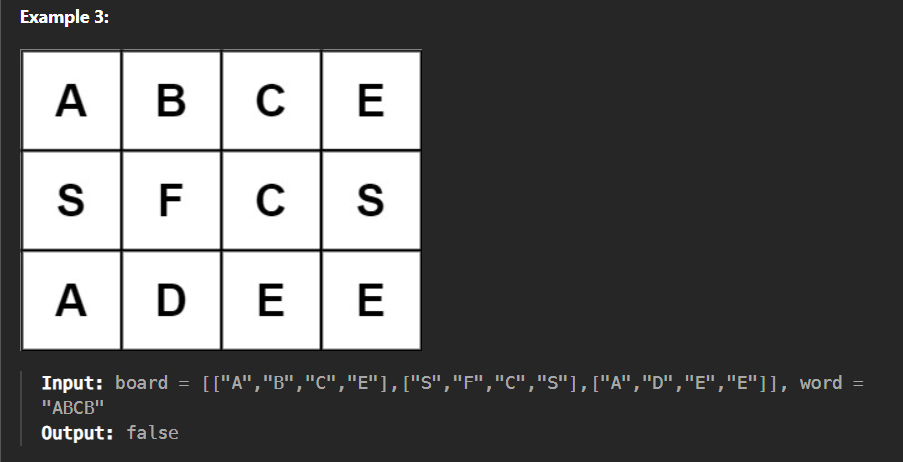 Example 3:
A B C E
S F C S
A D E E
Input: board = [["A","B","C","E"],["S","F","C","S"],["A","D","E","E"]], word =
"ABCB"
Output: false